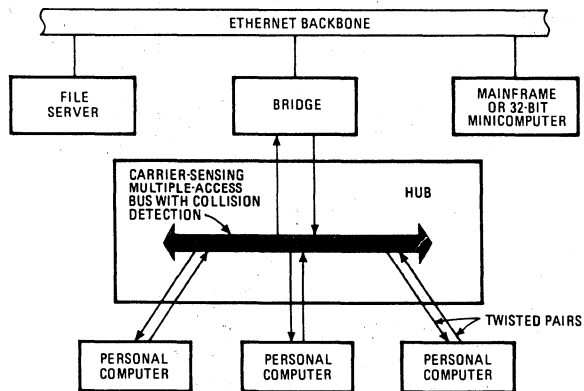 ETHERNET BACKBONE
FILE
SERVER
BRIDGE
MAINFRAME
OR 32-BIT
MINICOMPUTER
CARRIER-SENSING
MULTIPLE-ACCESS
BUS WITH COLLISION
DETECTION
HUB
TWISTED PAIRS
PERSONAL
COMPUTER
PERSONAL
COMPUTER
PERSONAL
COMPUTER